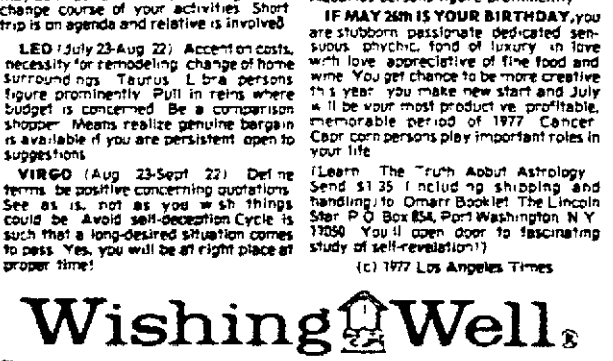 change course of your activities Short
trip is on agenda and relative is involved
LEO (July 23-Aug 22) Accent on costs,
necessity for remodeling change of home
surroundings Taurus Libra persons
figure prominently Pull in reins where
budget is concerned Be a comparison
shopper Means realize genuine bargain
is available if you are persistent open to
suggestions
VIRGO (Aug 23-Sept 22) Define
terms be positive concerning quotations
See as is, not as you wish things
could be Avoid self-deception Cycle is
such that a long-desired situation comes
to pass Yes, you will be at right place at
proper time!
IF MAY 26th IS YOUR BIRTHDAY, you
are stubborn passionate dedicated sen-
suous phychic, fond of luxury in love
with love appreciative of fine food and
wine You get chance to be more creative
this year you make new start and July
will be your most productive profitable,
memorable period of 1977 Cancer
Capricorn persons play important roles in
your life
(Learn The Truth About Astrology
Send $1 35 (including shipping and
handling) to Omarr Booklet The Lincoln
Star P O Box 854, Port Washington N Y
11050 You'll open door to fascinating
study of self-revelation!)
(c) 1977 Los Angeles Times
Wishing Well ®